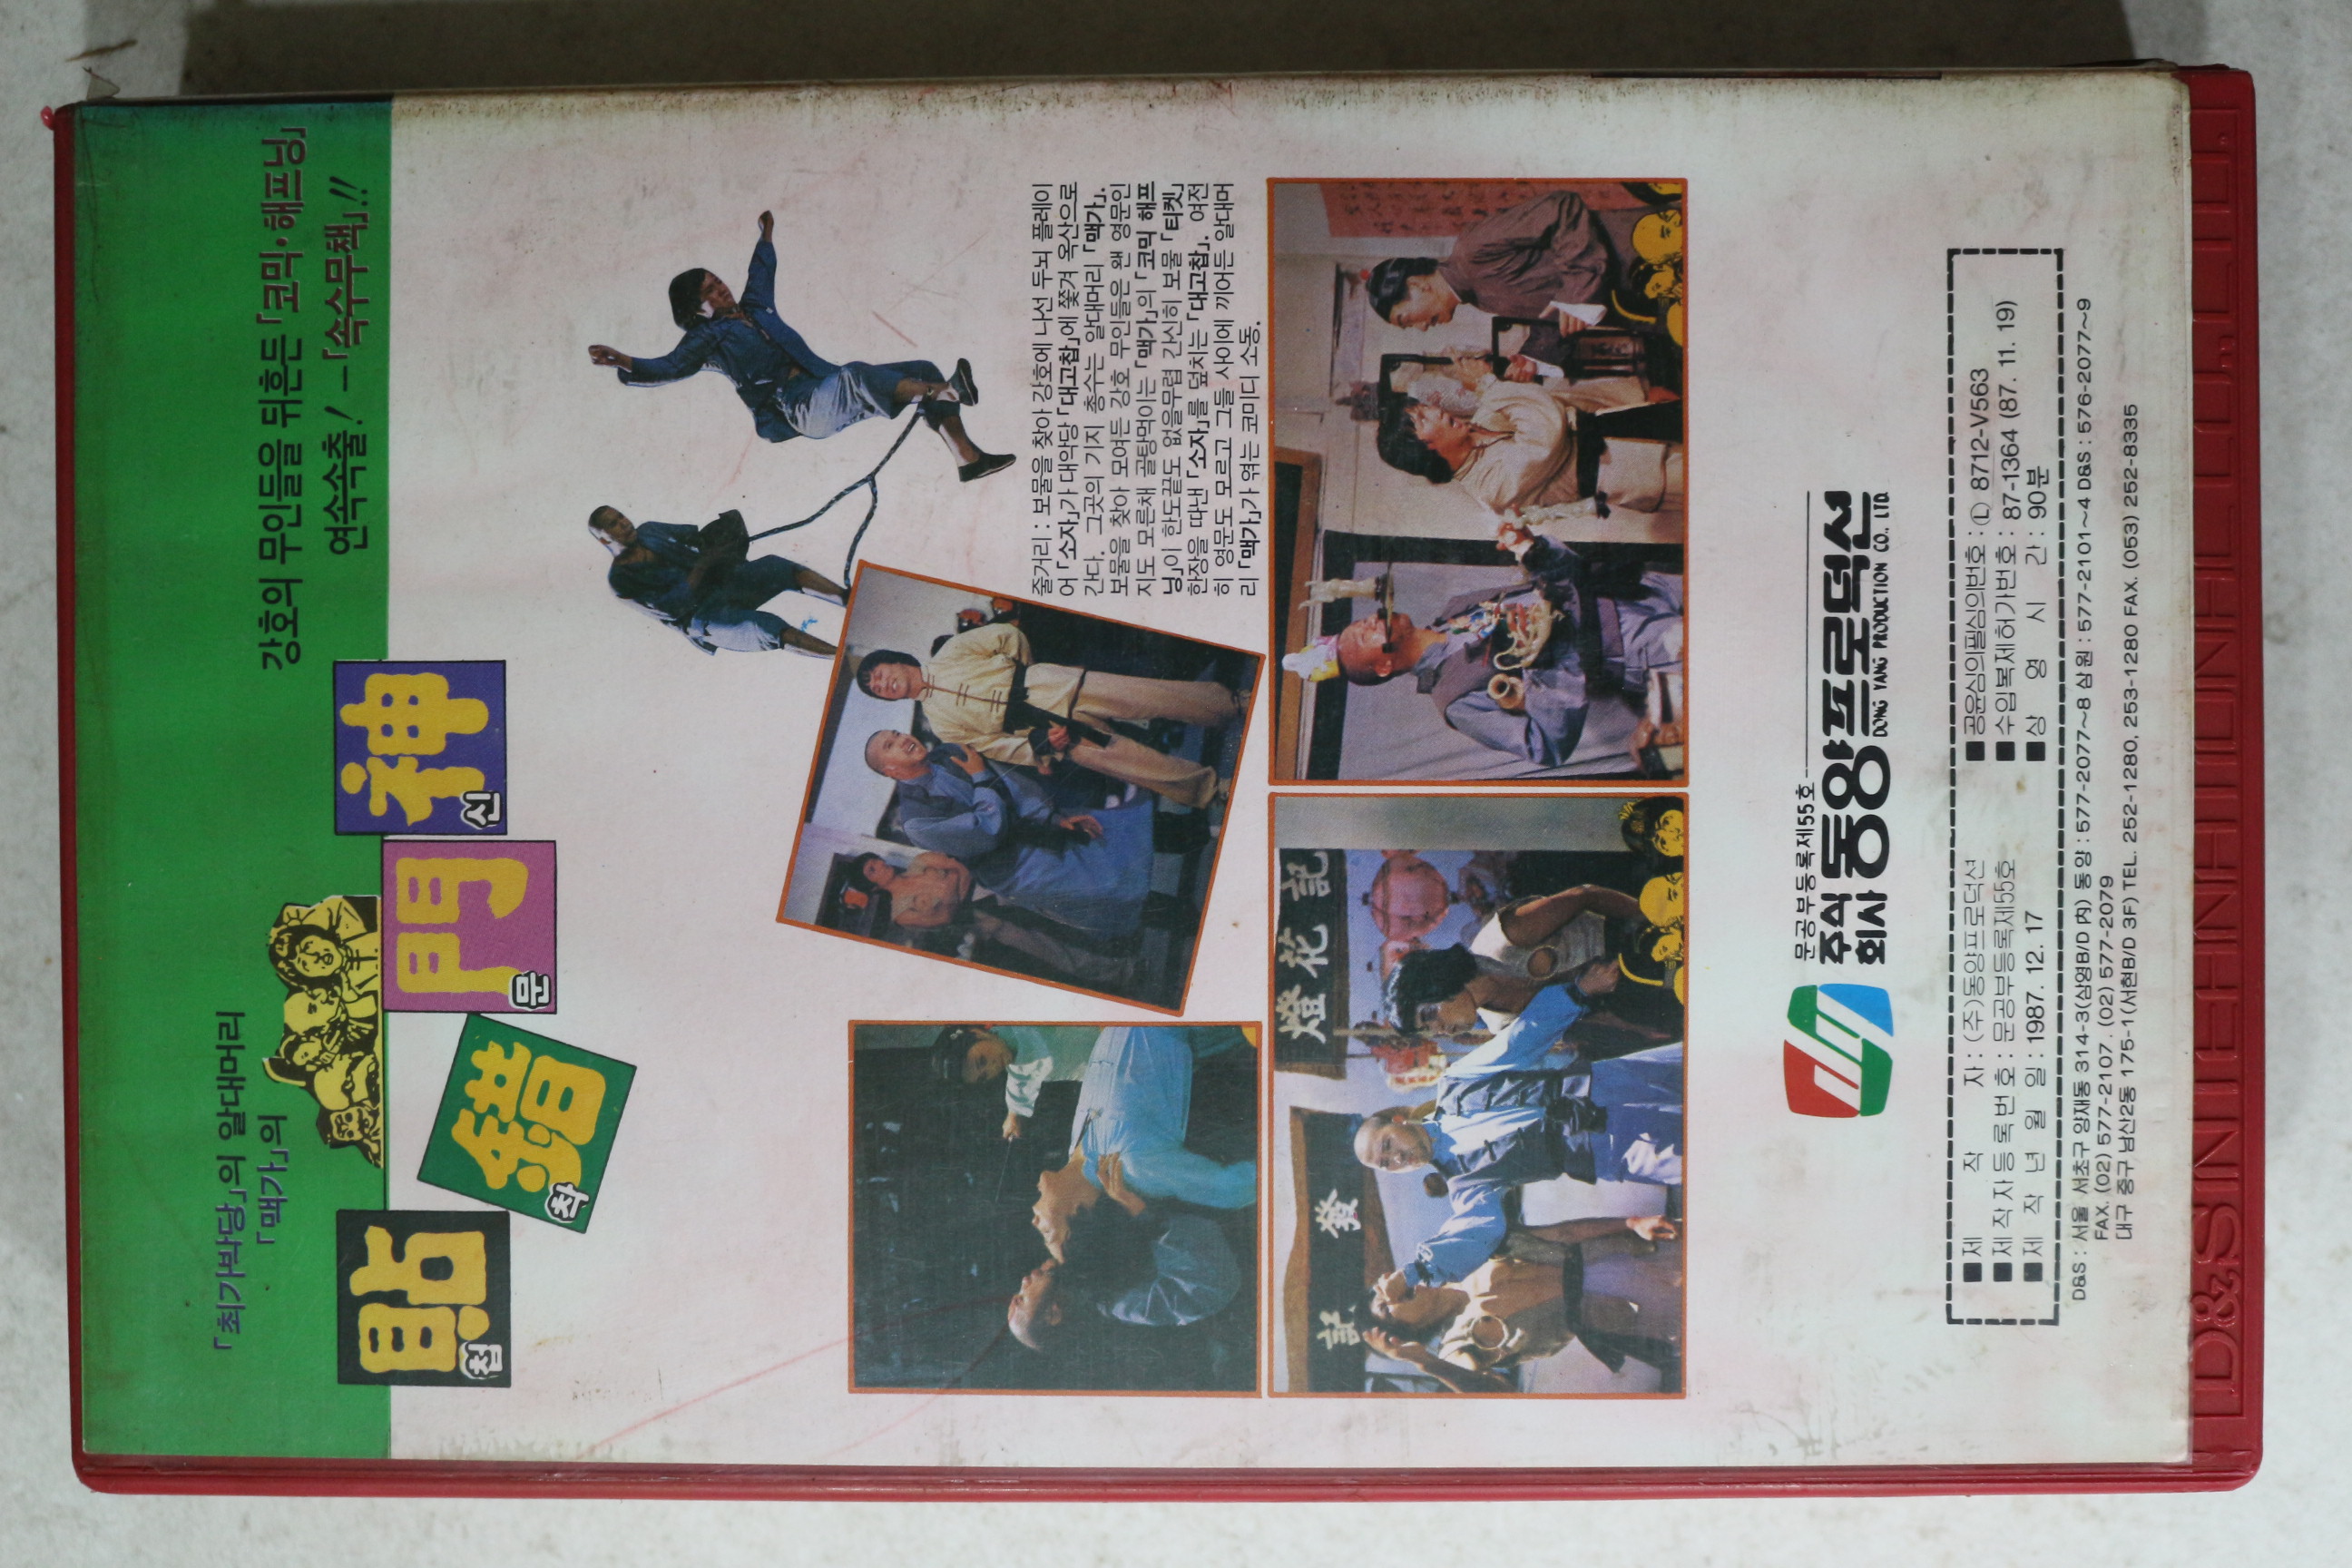 「최가박당」의 알대머리
「맥가」의
강호의 무인들을 뒤흔든 「코믹·해프닝」
연속속출! –「속수무책」!!
貼錯門神
첩착문신
줄거리 : 보물을 찾아 강호에 나선 두뇌 플레이
어 「소자」가 대악당 「대고찹」에 쫓겨 옥산으로
간다. 그곳의 기지 총수는 알대머리 「맥가」.
보물을 찾아 모여든 강호 무인들은 왠 영문인
지도 모른채 골탕먹이는 「맥가」의 「코믹 해프
닝」이 한도끝도 없을무렵 간신히 보물 「티켓」
한장을 따낸 「소자」를 덮치는 「대고찹」. 여전
히 영문도 모르고 그들 사이에 끼어든 알대머
리 「맥가」가 엮는 코미디 소동.
燈花記
記 發
문공부등록제55호
주식회사 동양프로덕션
DONG YANG PRODUCTION CO., LTD.
■제 작 자 : (주)동양프로덕션
■공윤심의필심의번호 : Ⓛ 8712-V563
■제작자등록번호 : 문공부등록제55호
■수입복제허가번호 : 87-1364 (87. 11. 19)
■제 작 년 월 일 : 1987. 12. 17
■상 영 시 간 : 90분
D&S : 서울 서초구 양재동 314-3(삼영B/D 內) 동양 : 577-2077~8 삼원 : 577-2101~4 D&S : 576-2077~9
FAX. (02) 577-2107. (02) 577-2079
대구 중구 남산2동 175-1(서현B/D 3F) TEL. 252-1280, 253-1280 FAX. (053) 252-8335